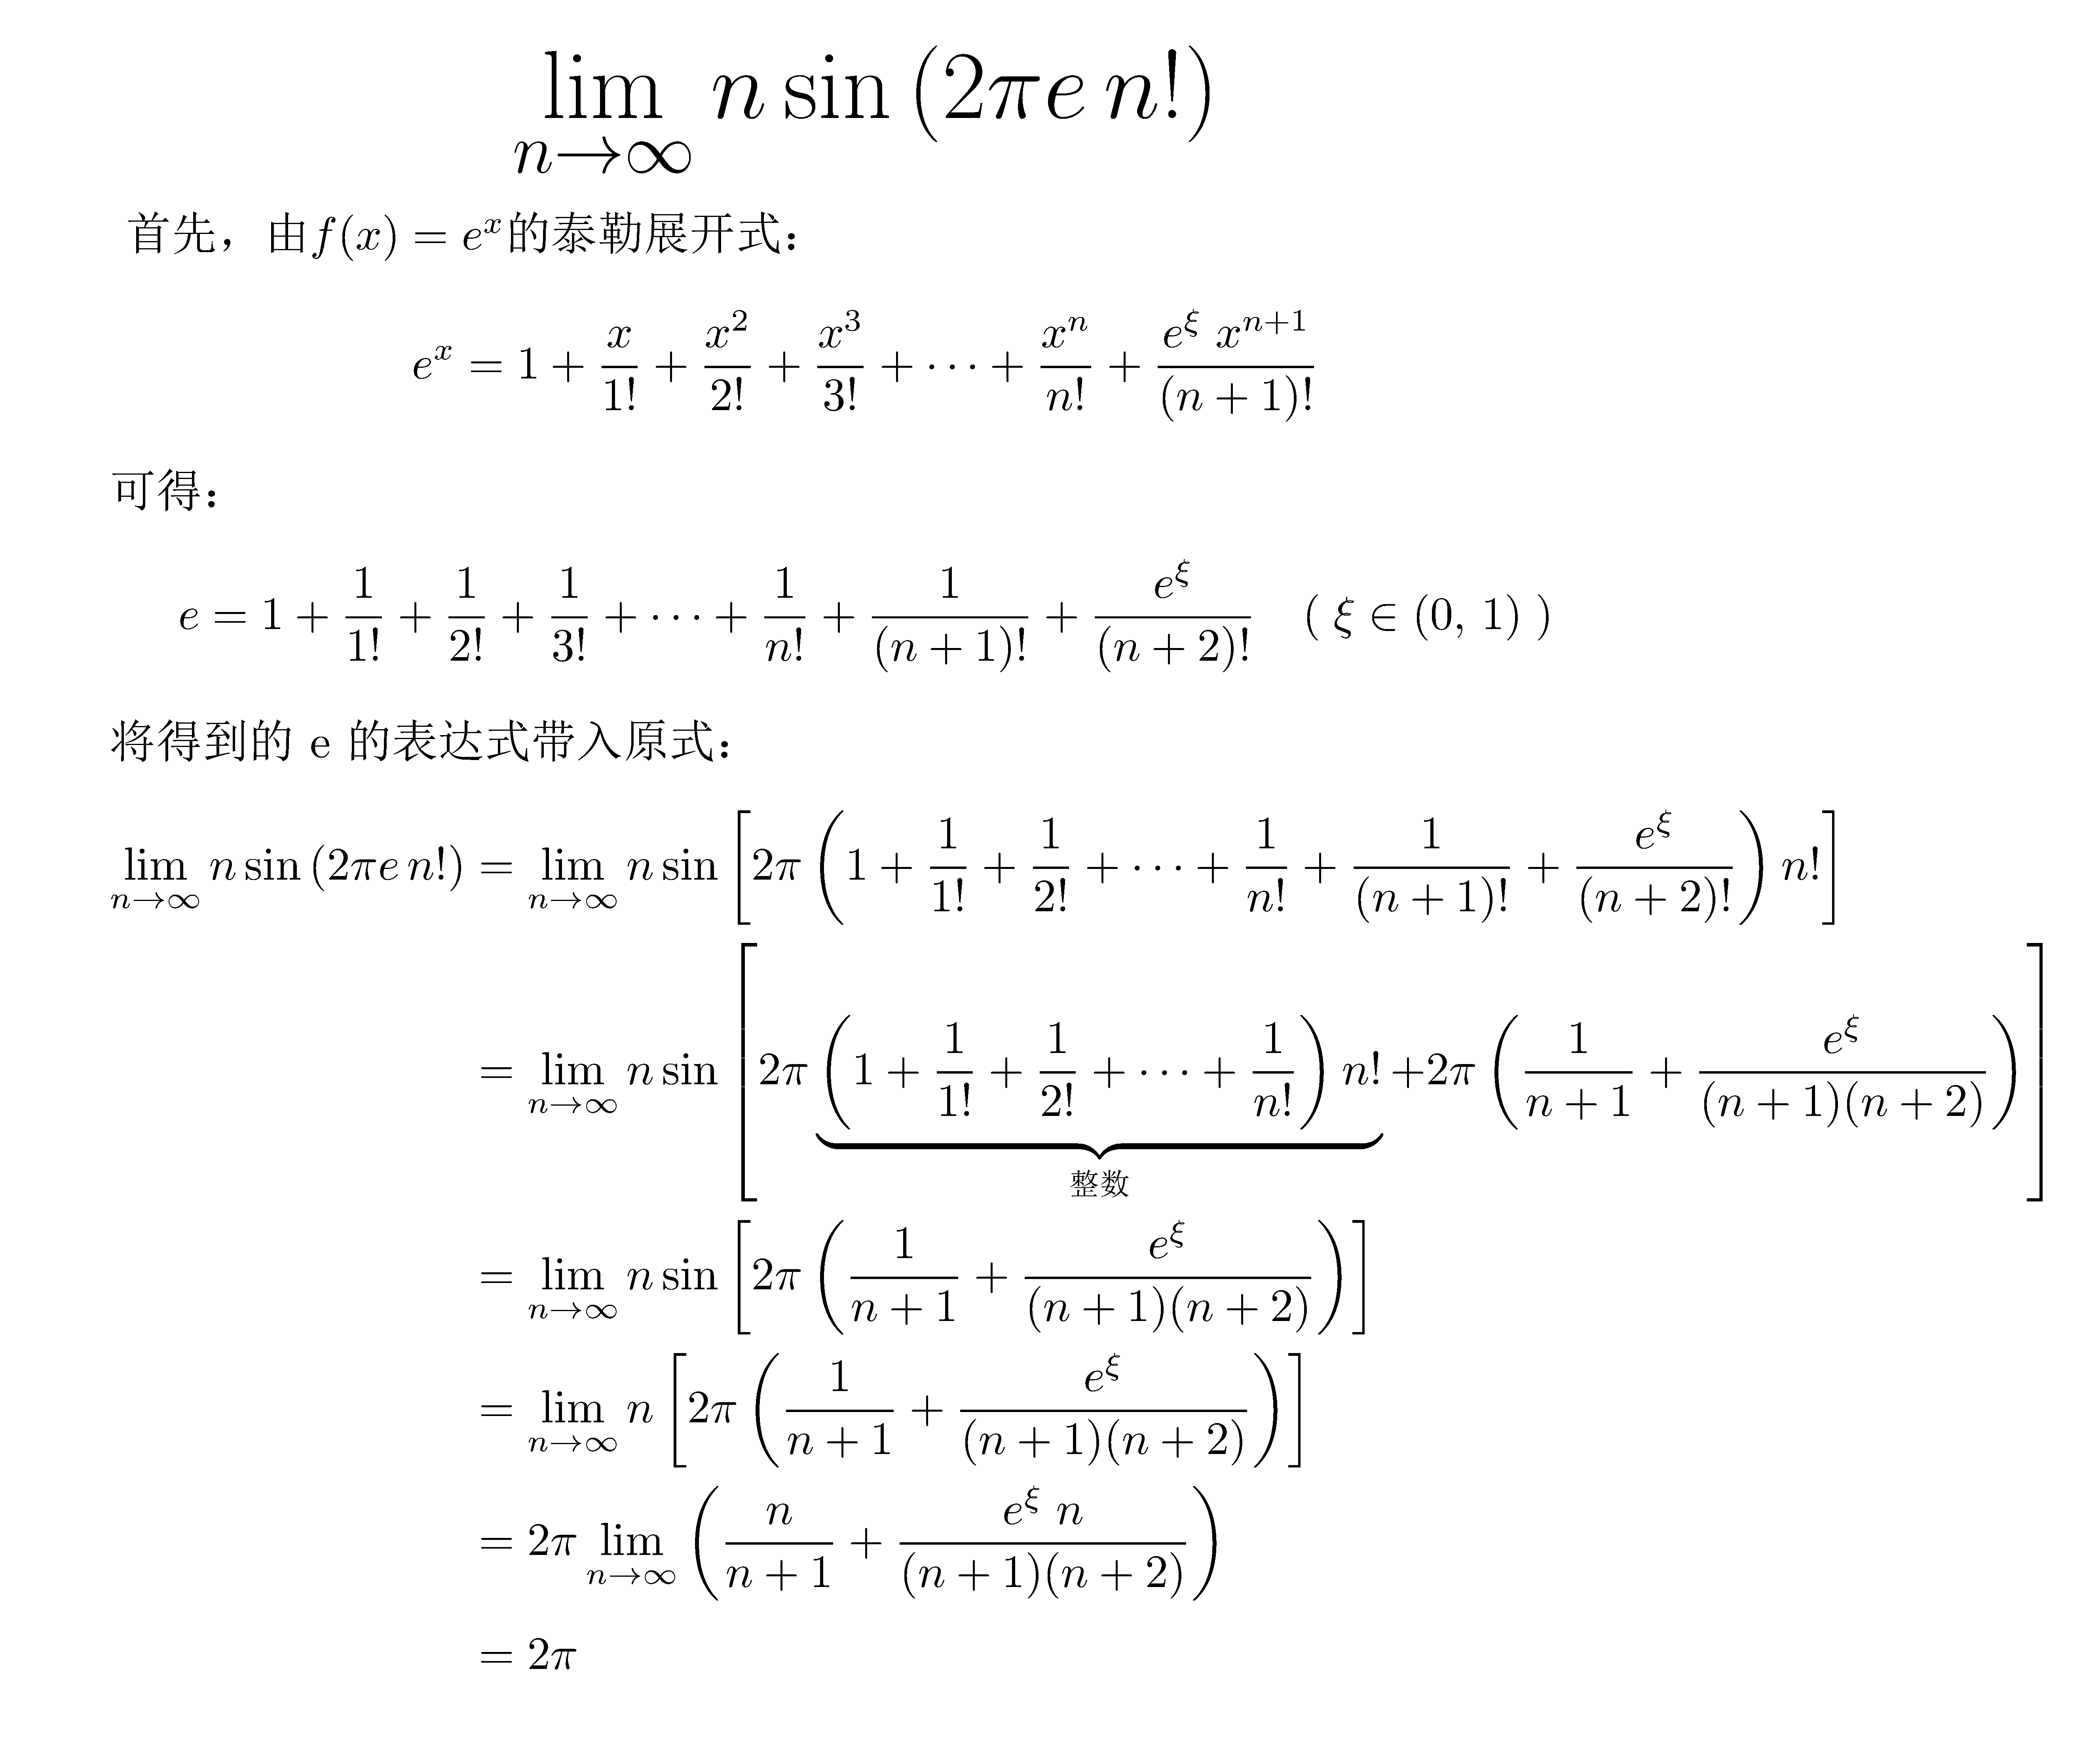 $$\lim_{n\to\infty} n\sin\left(2\pi e\, n!\right)$$
首先，由$f(x) = e^x$的泰勒展开式：
$$e^x = 1 + \frac{x}{1!} + \frac{x^2}{2!} + \frac{x^3}{3!} + \cdots + \frac{x^n}{n!} + \frac{e^\xi\ x^{n+1}}{(n+1)!}$$
可得：
$$e = 1 + \frac{1}{1!} + \frac{1}{2!} + \frac{1}{3!} + \cdots + \frac{1}{n!} + \frac{1}{(n+1)!} + \frac{e^\xi}{(n+2)!} \quad (\ \xi \in (0,\,1)\ )$$
将得到的 e 的表达式带入原式：
$$\lim_{n\to\infty} n\sin\left(2\pi e\, n!\right) = \lim_{n\to\infty} n\sin\left[2\pi\left(1 + \frac{1}{1!} + \frac{1}{2!} + \cdots + \frac{1}{n!} + \frac{1}{(n+1)!} + \frac{e^\xi}{(n+2)!}\right)n!\right]$$
$$= \lim_{n\to\infty} n\sin\left[2\pi\underbrace{\left(1 + \frac{1}{1!} + \frac{1}{2!} + \cdots + \frac{1}{n!}\right)n!}_{整数} + 2\pi\left(\frac{1}{n+1} + \frac{e^\xi}{(n+1)(n+2)}\right)\right]$$
$$= \lim_{n\to\infty} n\sin\left[2\pi\left(\frac{1}{n+1} + \frac{e^\xi}{(n+1)(n+2)}\right)\right]$$
$$= \lim_{n\to\infty} n\left[2\pi\left(\frac{1}{n+1} + \frac{e^\xi}{(n+1)(n+2)}\right)\right]$$
$$= 2\pi\lim_{n\to\infty}\left(\frac{n}{n+1} + \frac{e^\xi\ n}{(n+1)(n+2)}\right)$$
$$= 2\pi$$